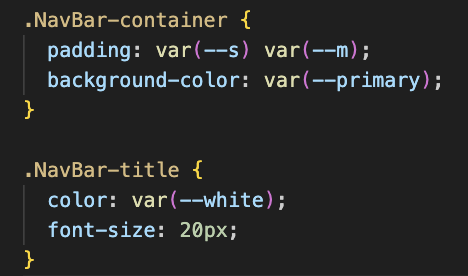 .NavBar-container {
  padding: var(--s) var(--m);
  background-color: var(--primary);
}

.NavBar-title {
  color: var(--white);
  font-size: 20px;
}